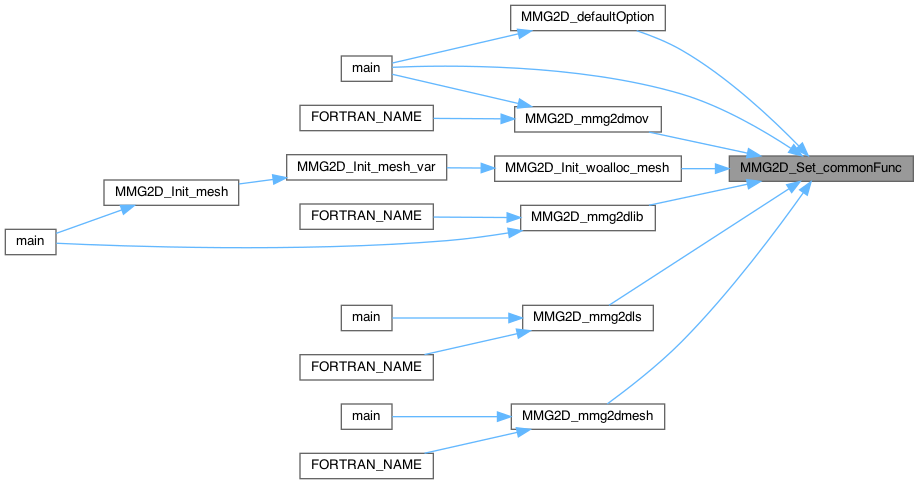 MMG2D_defaultOption
main
FORTRAN_NAME
MMG2D_mmg2dmov
MMG2D_Init_mesh_var
MMG2D_Init_woalloc_mesh
MMG2D_Set_commonFunc
MMG2D_Init_mesh
FORTRAN_NAME
MMG2D_mmg2dlib
main
main
MMG2D_mmg2dls
FORTRAN_NAME
main
MMG2D_mmg2dmesh
FORTRAN_NAME